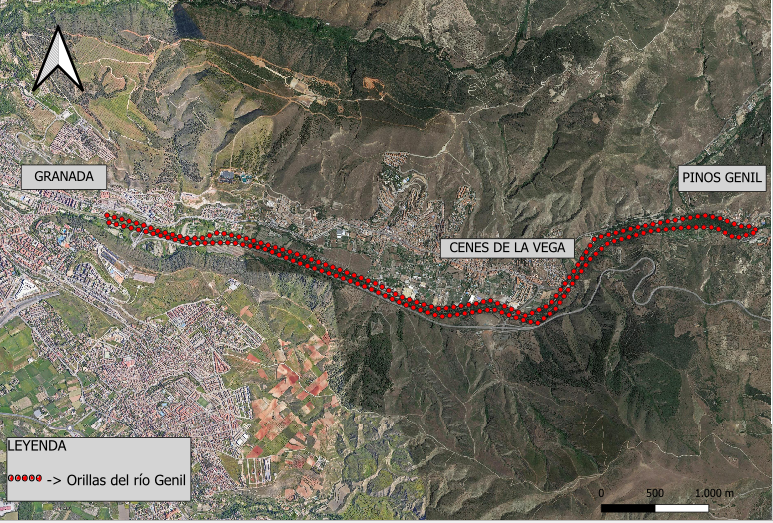 GRANADA
PINOS GENIL
CENES DE LA VEGA
LEYENDA
-> Orillas del río Genil
0 500 1.000 m